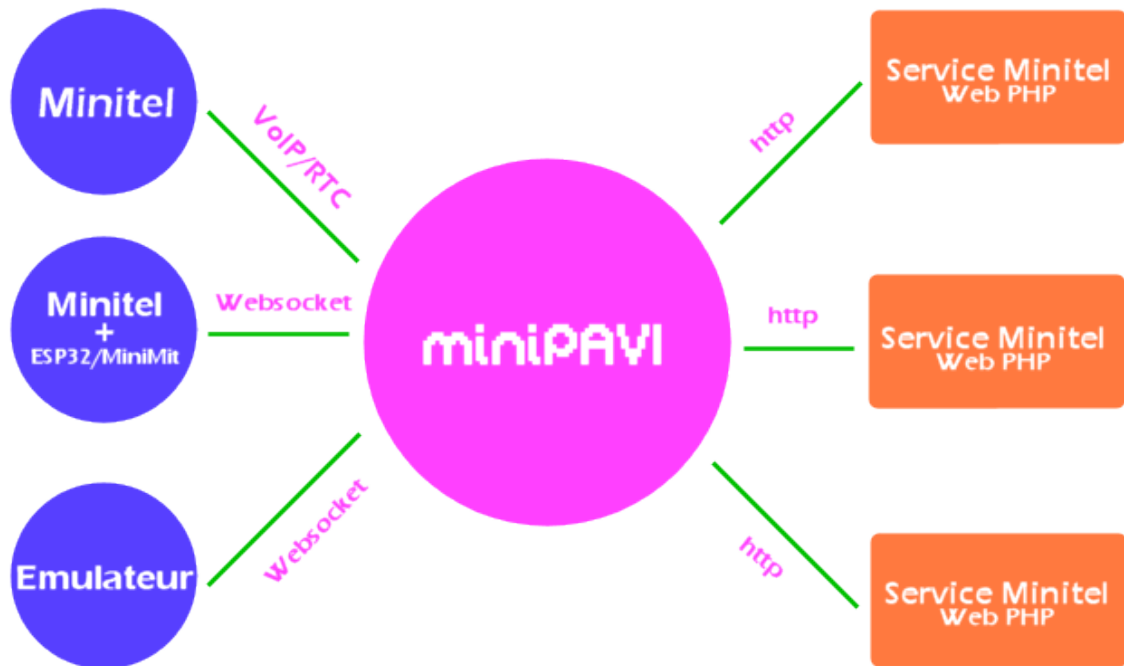 Minitel
VoIP/RTC
Minitel
+
ESP32/MiniMit
Websocket
Emulateur
Websocket
miniPAVI
http
Service Minitel
Web PHP
http
Service Minitel
Web PHP
http
Service Minitel
Web PHP